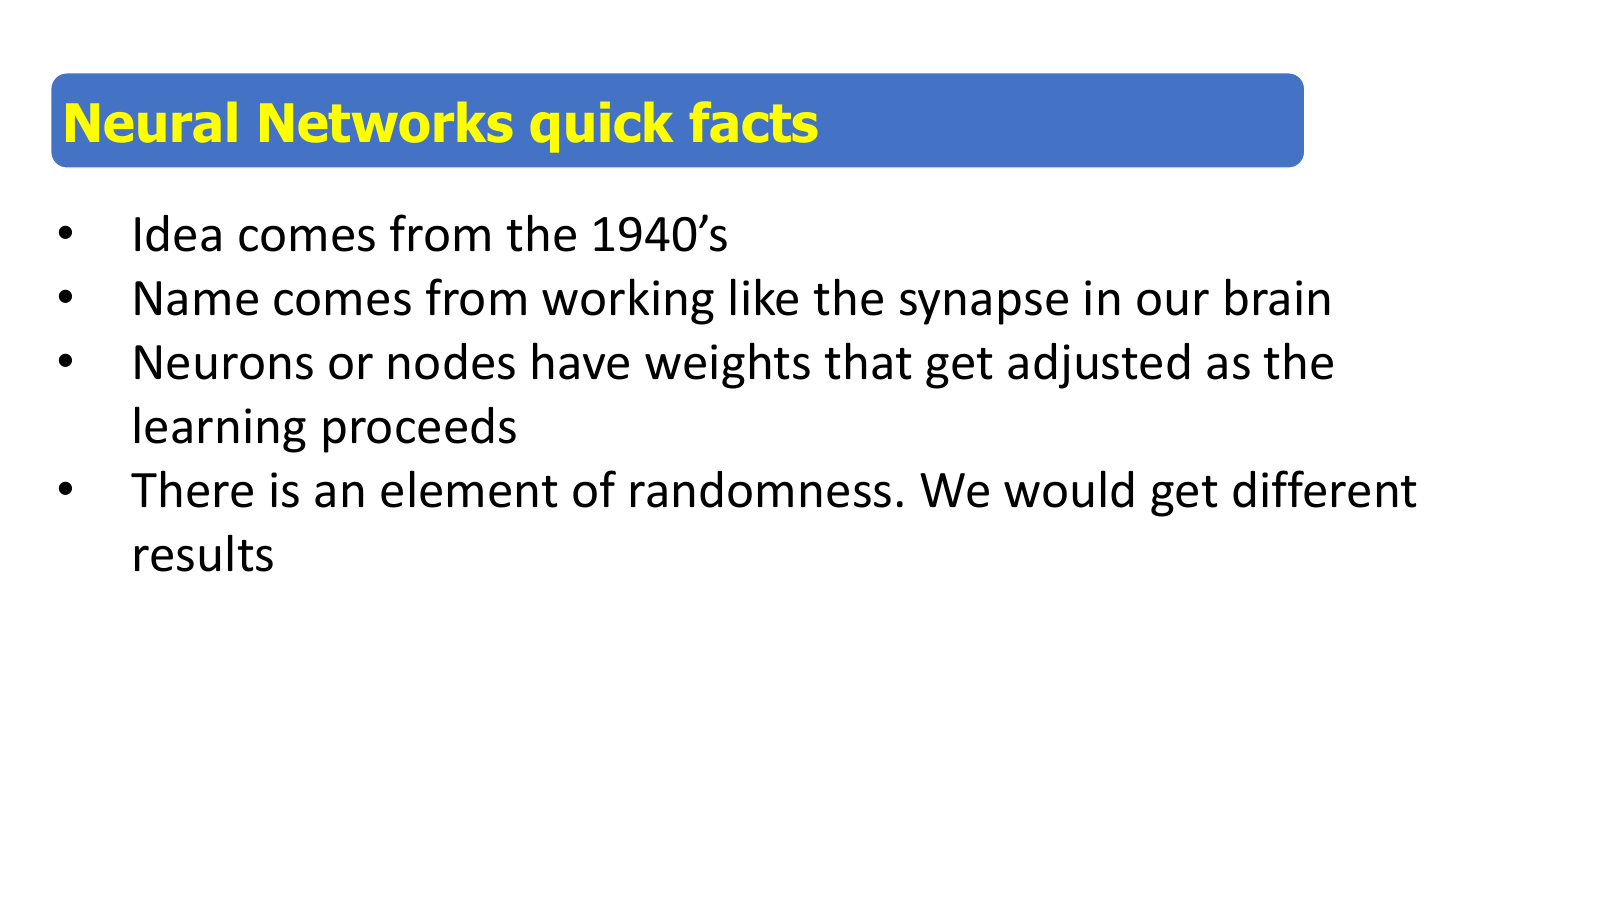 Neural Networks quick facts
• Idea comes from the 1940’s
• Name comes from working like the synapse in our brain
• Neurons or nodes have weights that get adjusted as the
learning proceeds
• There is an element of randomness. We would get different
results